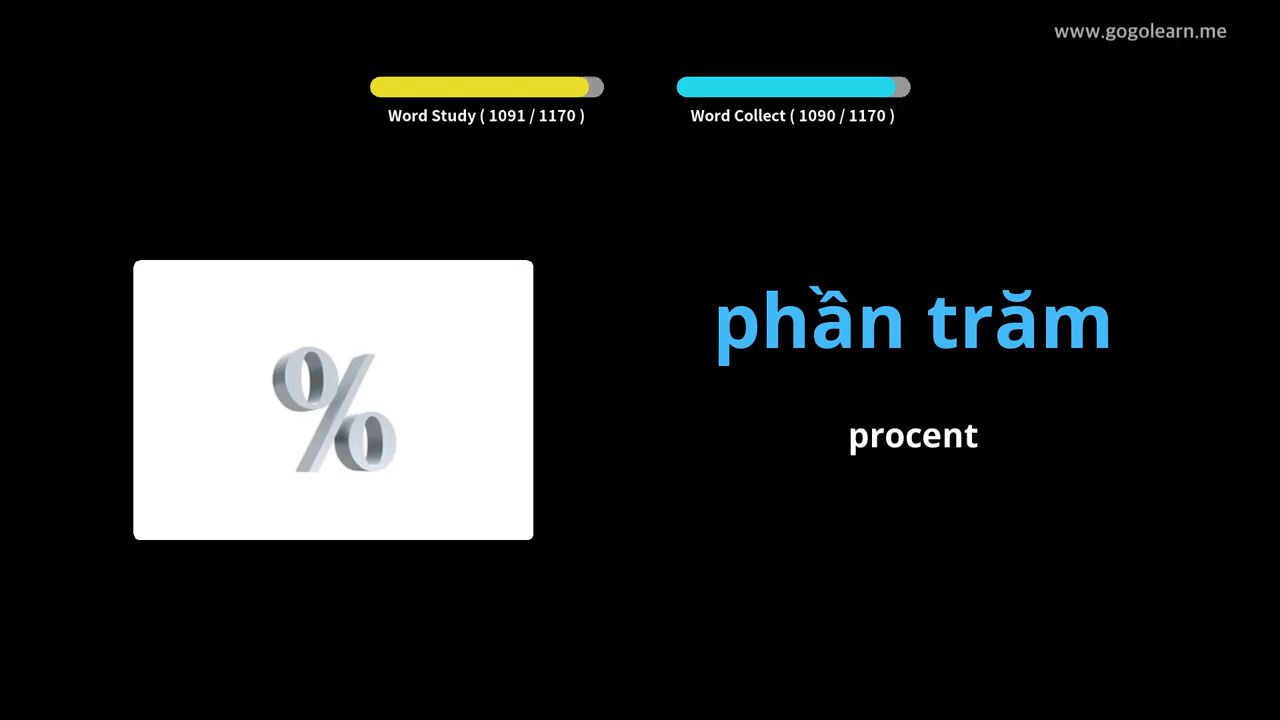 www.gogolearn.me
Word Study ( 1091 / 1170 )
Word Collect ( 1090 / 1170 )
%
phần trăm
procent